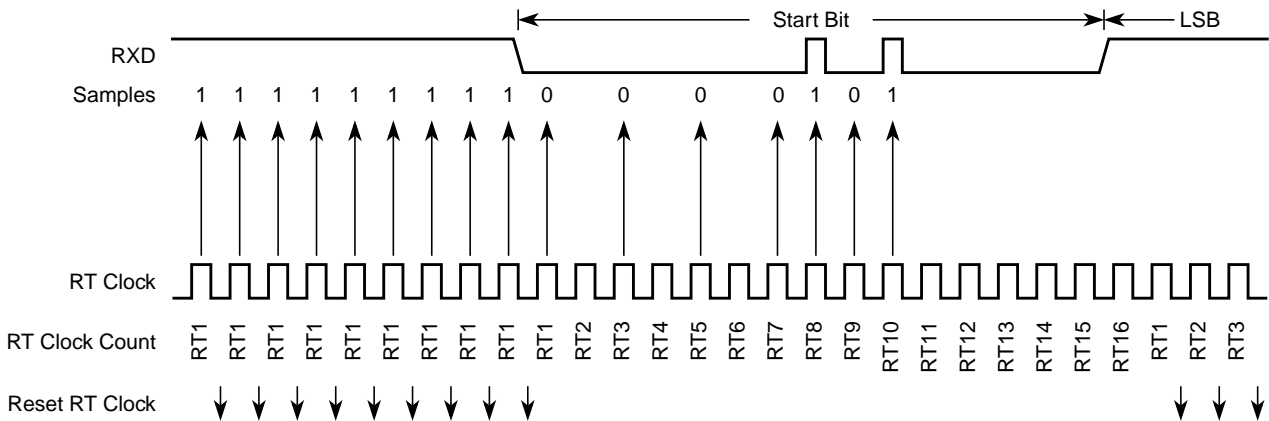 Start Bit LSB
RXD
Samples 1 1 1 1 1 1 1 1 1 0 0 0 0 1 0 1
RT Clock
RT Clock Count RT1 RT1 RT1 RT1 RT1 RT1 RT1 RT1 RT1 RT1 RT2 RT3 RT4 RT5 RT6 RT7 RT8 RT9 RT10 RT11 RT12 RT13 RT14 RT15 RT16 RT1 RT2 RT3
Reset RT Clock